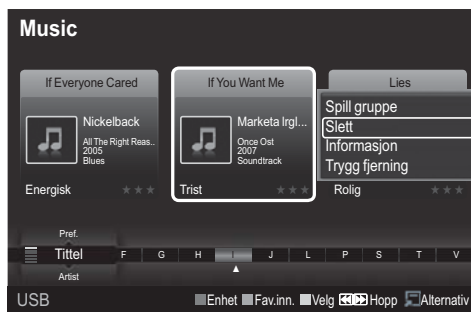 Music
If Everyone Cared
If You Want Me
Lies
Nickelback
All The Right Reas..
2005
Blues
Energisk
Marketa Irgl...
Once Ost
2007
Soundtrack
Trist
Spill gruppe
Slett
Informasjon
Trygg fjerning
Rolig
Pref.
Tittel F G H I J L P S T V
Artist
USB Enhet Fav.inn. Velg Hopp Alternativ